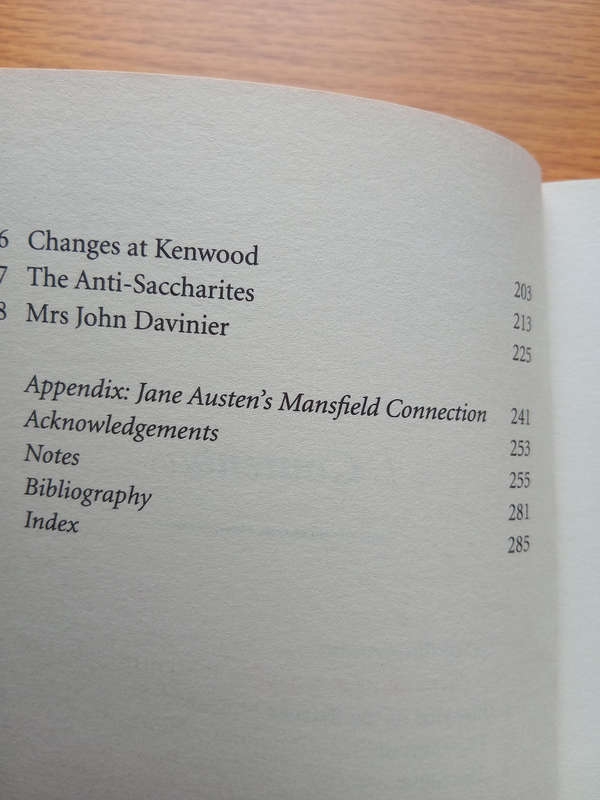 6 Changes at Kenwood 203
7 The Anti-Saccharites 213
8 Mrs John Davinier 225
Appendix: Jane Austen's Mansfield Connection 241
Acknowledgements 253
Notes 255
Bibliography 281
Index 285